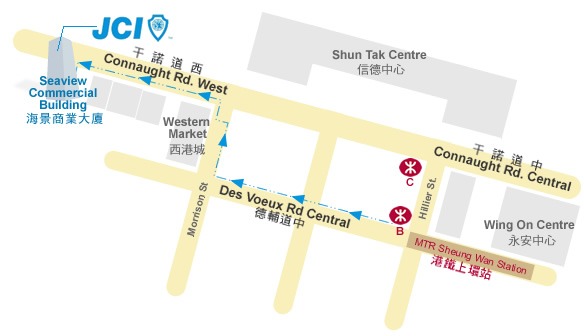 JCI
干諾道西
Connaught Rd. West
Shun Tak Centre
信德中心
Seaview
Commercial
Building
海景商業大廈
Western
Market
西港城
干諾道中
Connaught Rd. Central
C
B
Hillier St.
Morrison St
Des Voeux Rd Central
德輔道中
Wing On Centre
永安中心
MTR Sheung Wan Station
港鐵上環站